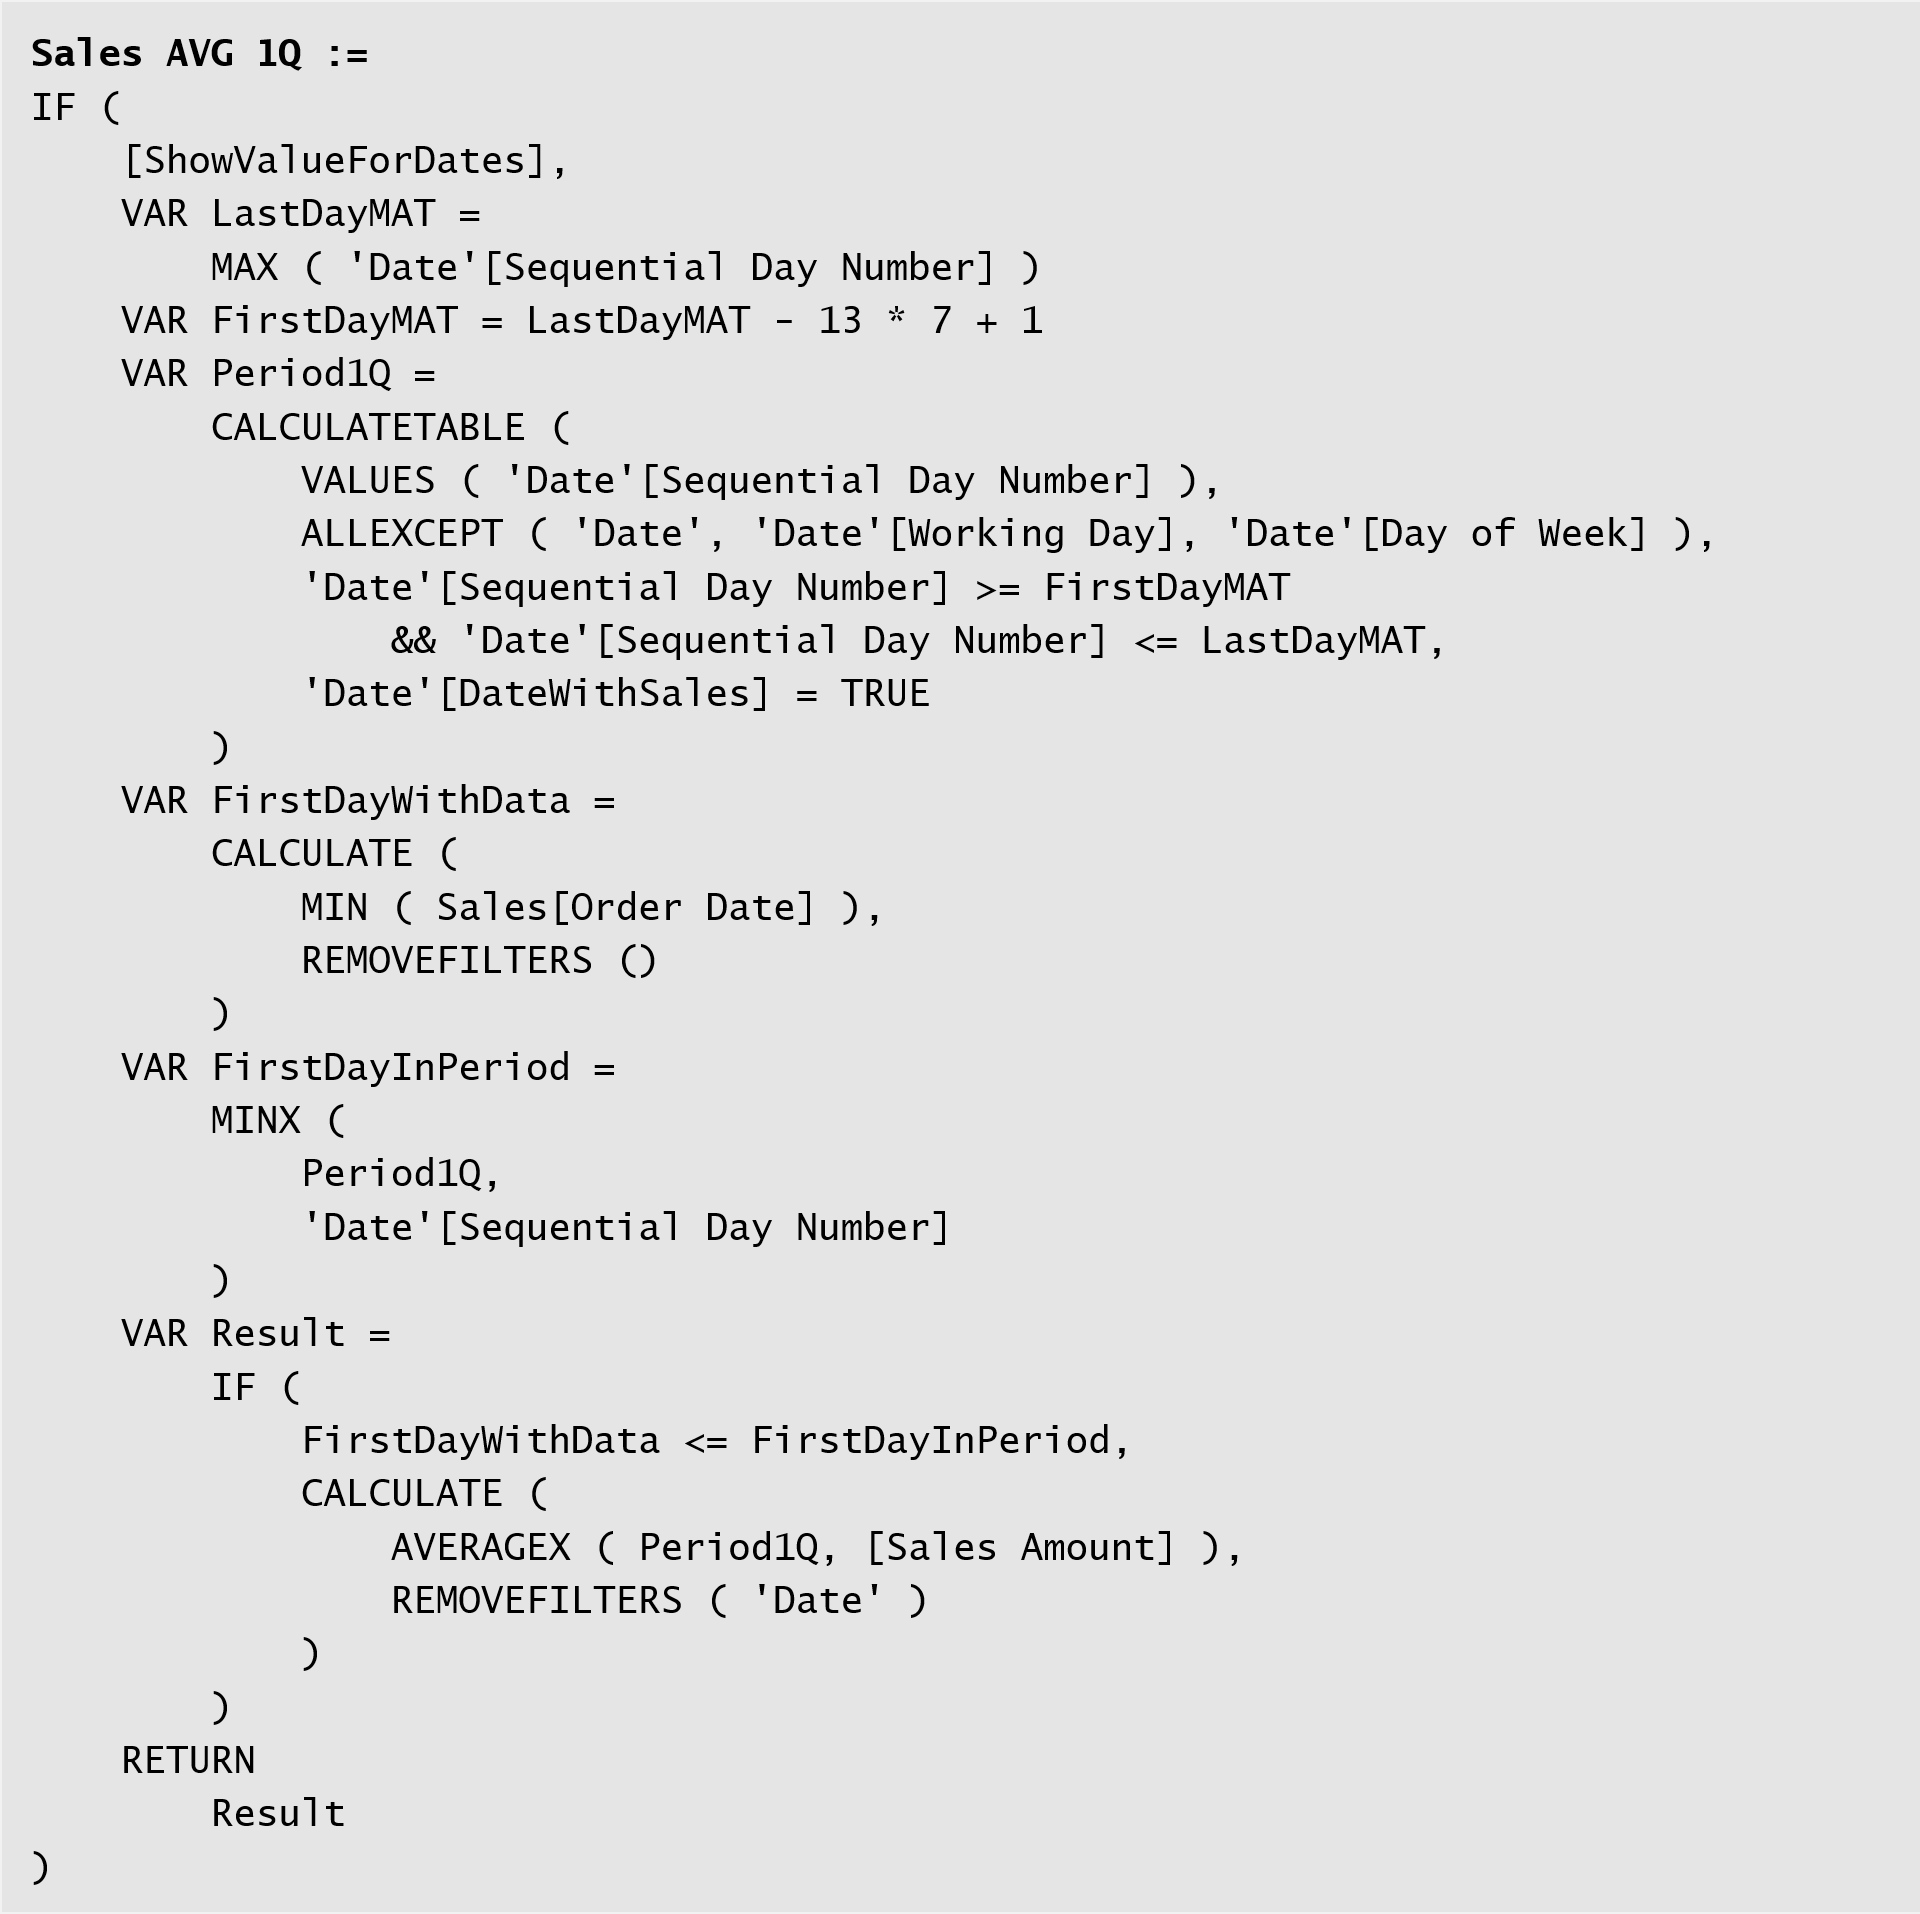 Sales AVG 1Q :=
IF (
    [ShowValueForDates],
    VAR LastDayMAT =
        MAX ( 'Date'[Sequential Day Number] )
    VAR FirstDayMAT = LastDayMAT - 13 * 7 + 1
    VAR Period1Q =
        CALCULATETABLE (
            VALUES ( 'Date'[Sequential Day Number] ),
            ALLEXCEPT ( 'Date', 'Date'[Working Day], 'Date'[Day of Week] ),
            'Date'[Sequential Day Number] >= FirstDayMAT
                && 'Date'[Sequential Day Number] <= LastDayMAT,
            'Date'[DateWithSales] = TRUE
        )
    VAR FirstDayWithData =
        CALCULATE (
            MIN ( Sales[Order Date] ),
            REMOVEFILTERS ()
        )
    VAR FirstDayInPeriod =
        MINX (
            Period1Q,
            'Date'[Sequential Day Number]
        )
    VAR Result =
        IF (
            FirstDayWithData <= FirstDayInPeriod,
            CALCULATE (
                AVERAGEX ( Period1Q, [Sales Amount] ),
                REMOVEFILTERS ( 'Date' )
            )
        )
    RETURN
        Result
)